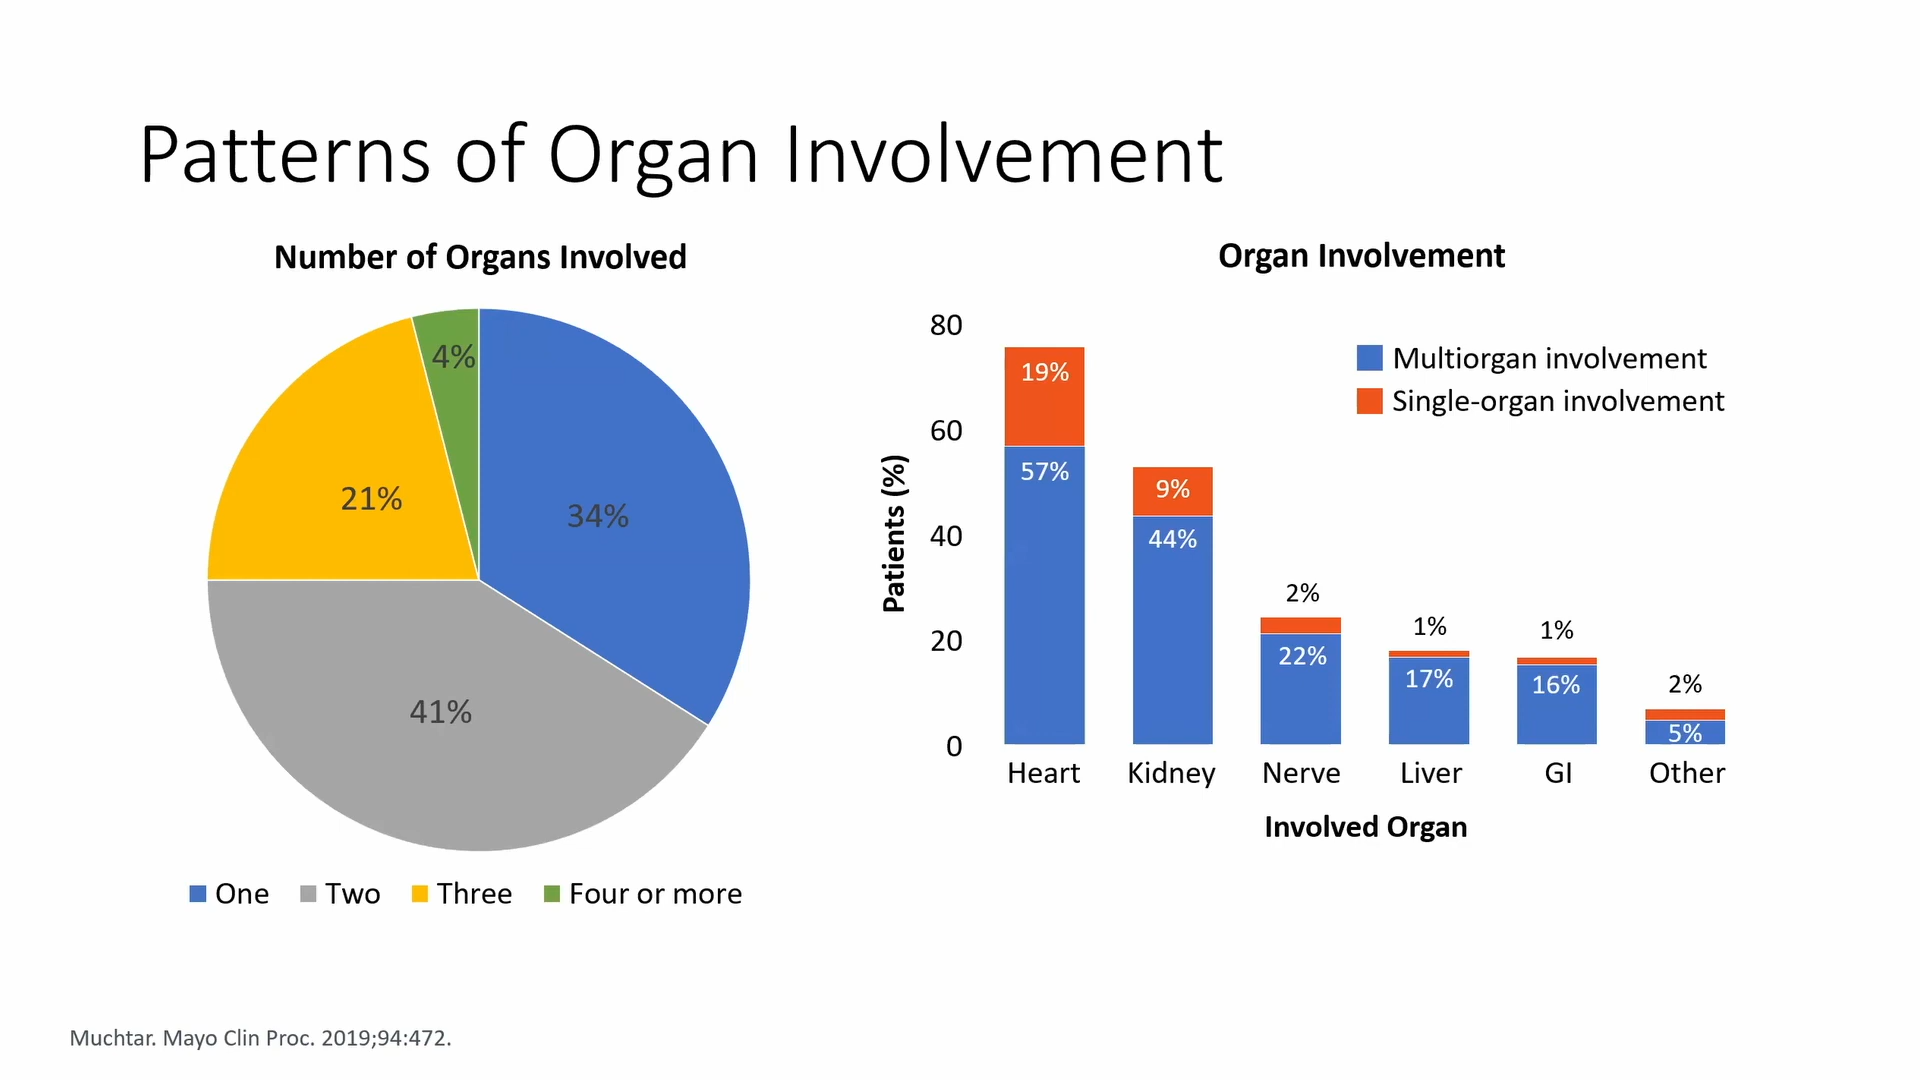 Patterns of Organ Involvement
Number of Organs Involved
4%
21%
34%
41%
One Two Three Four or more
Organ Involvement
80
60
40
20
0
Patients (%)
Multiorgan involvement
Single-organ involvement
19%
57%
9%
44%
2%
22%
1%
17%
1%
16%
2%
5%
Heart Kidney Nerve Liver GI Other
Involved Organ
Muchtar. Mayo Clin Proc. 2019;94:472.